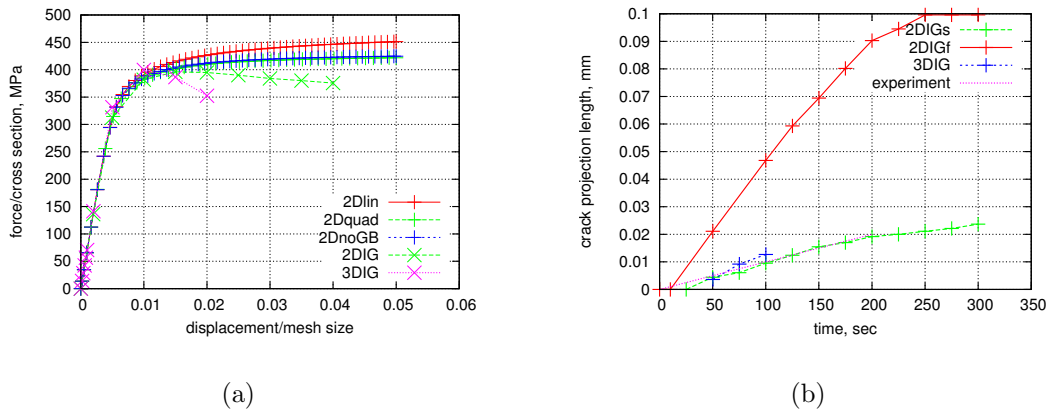 500
450
400
350
300
250
200
150
100
50
0
0
0.01
0.02
0.03
0.04
0.05
0.06
force/cross section, MPa
displacement/mesh size
2Dlin
2Dquad
2DnoGB
2DIG
3DIG
(a)
0.1
0.09
0.08
0.07
0.06
0.05
0.04
0.03
0.02
0.01
0
0
50
100
150
200
250
300
350
crack projection length, mm
time, sec
2DIGs
2DIGf
3DIG
experiment
(b)